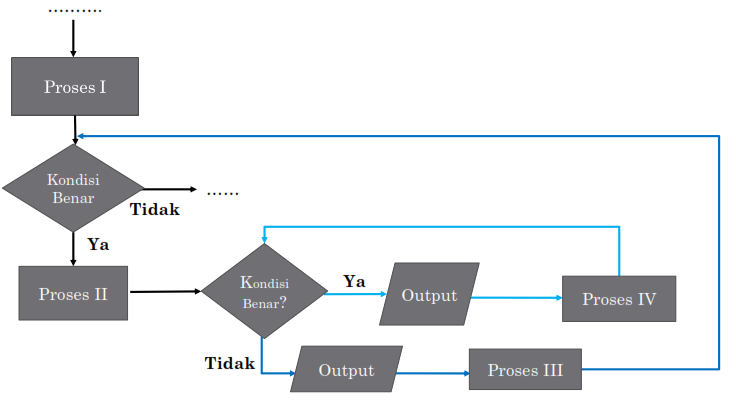 ..........
Proses I
Kondisi
Benar
Tidak
......
Ya
Proses II
Kondisi
Benar?
Ya
Output
Proses IV
Tidak
Output
Proses III